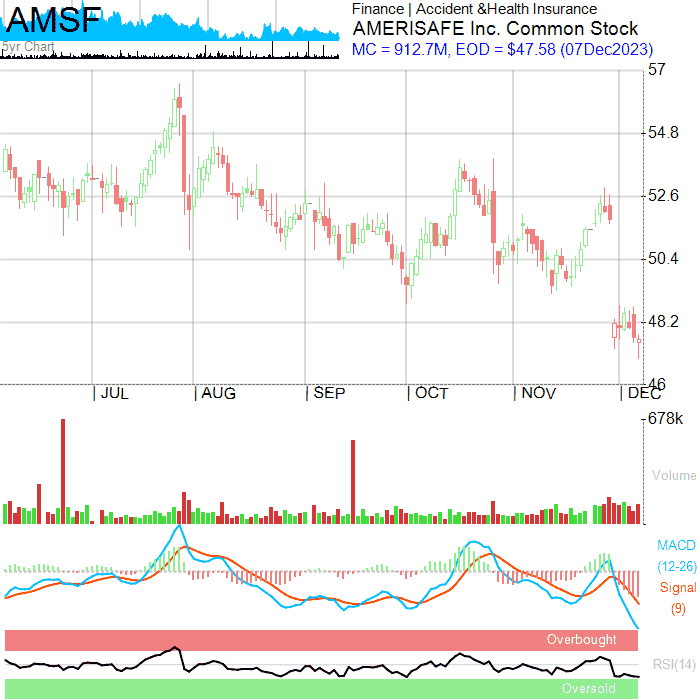 AMSF
5yr Chart
Finance | Accident &Health Insurance
AMERISAFE Inc. Common Stock
MC = 912.7M, EOD = $47.58 (07Dec2023)
57
54.8
52.6
50.4
48.2
46
JUL AUG SEP OCT NOV DEC
678k
Volume
MACD
(12-26)
Signal
(9)
Overbought
RSI(14)
Oversold